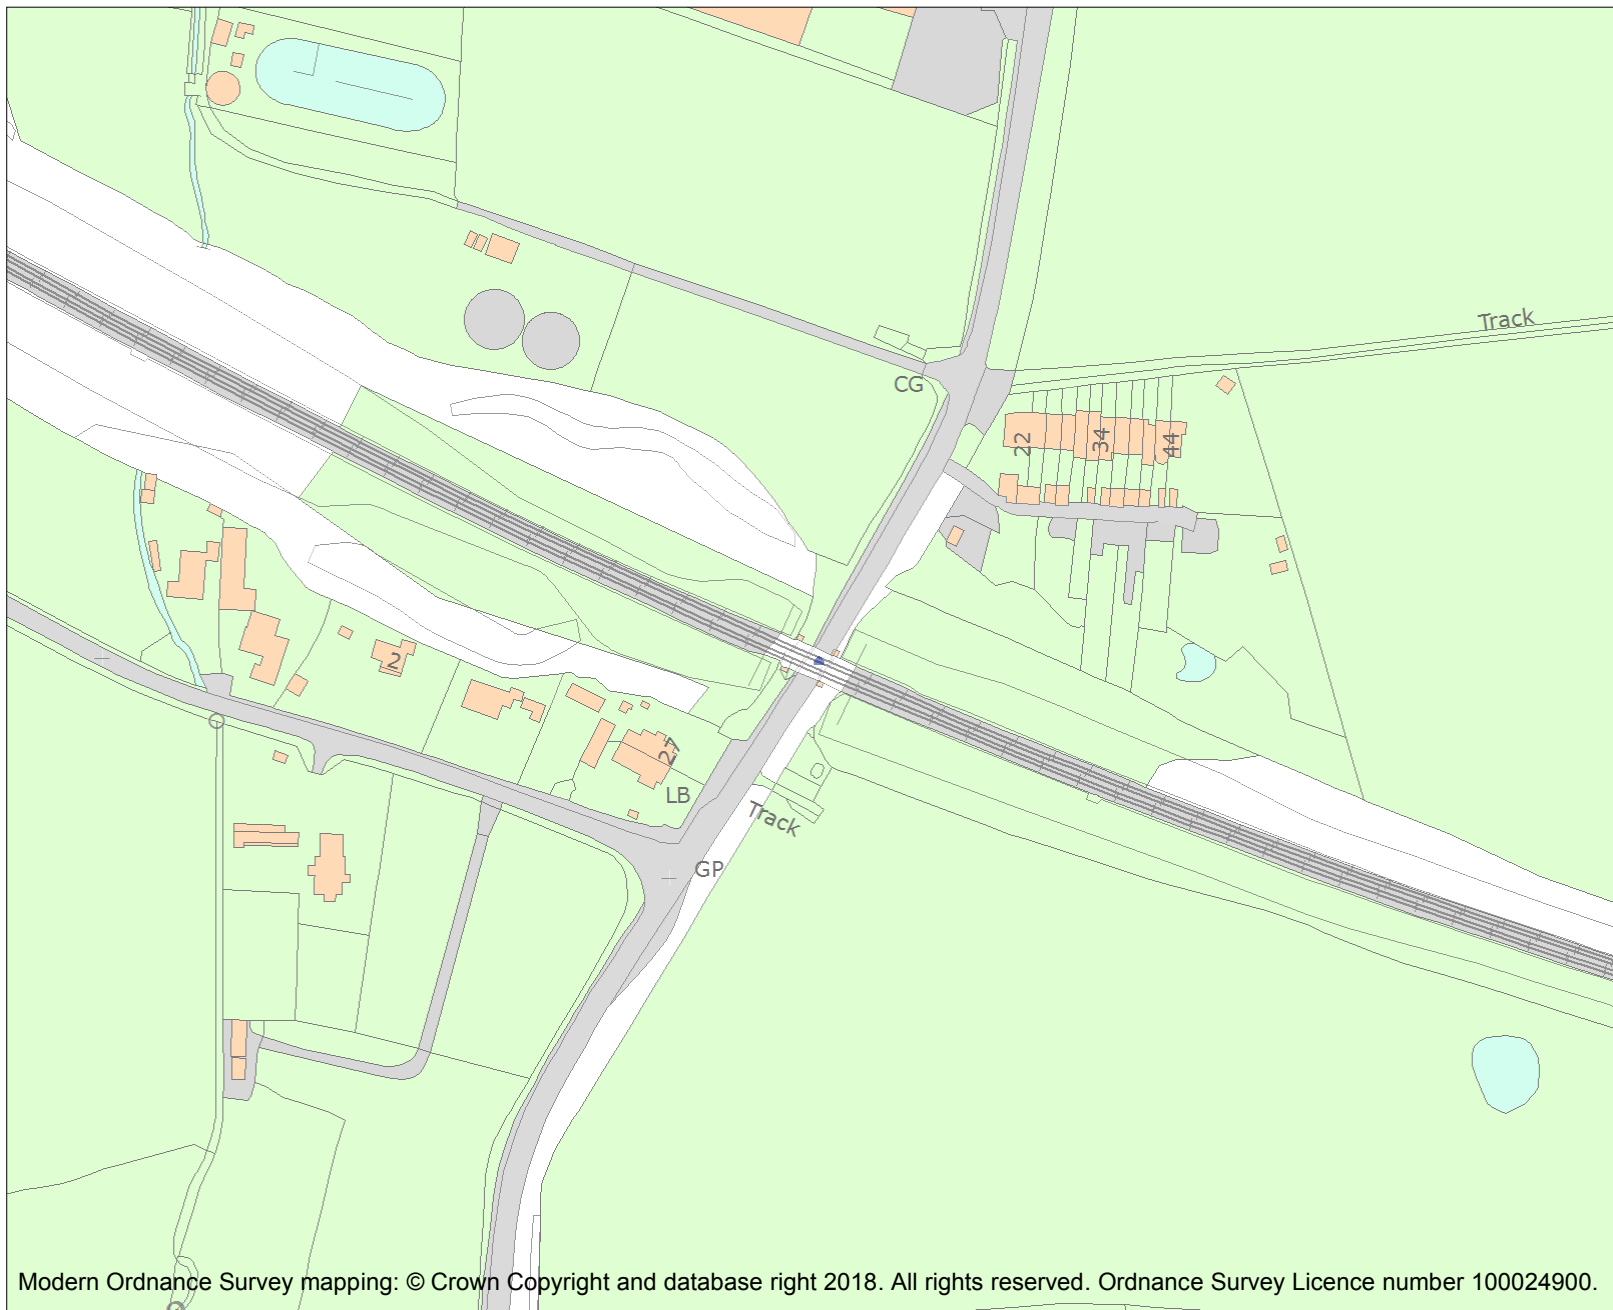 Track
CG
22
34
44
2
27
LB
Track
GP
Modern Ordnance Survey mapping: © Crown Copyright and database right 2018. All rights reserved. Ordnance Survey Licence number 100024900.